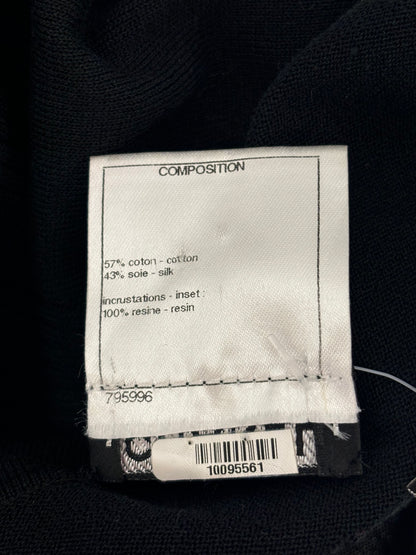 COMPOSITION
57% coton - cotton
43% soie - silk
incrustations - inset :
100% resine - resin
795996
10095561